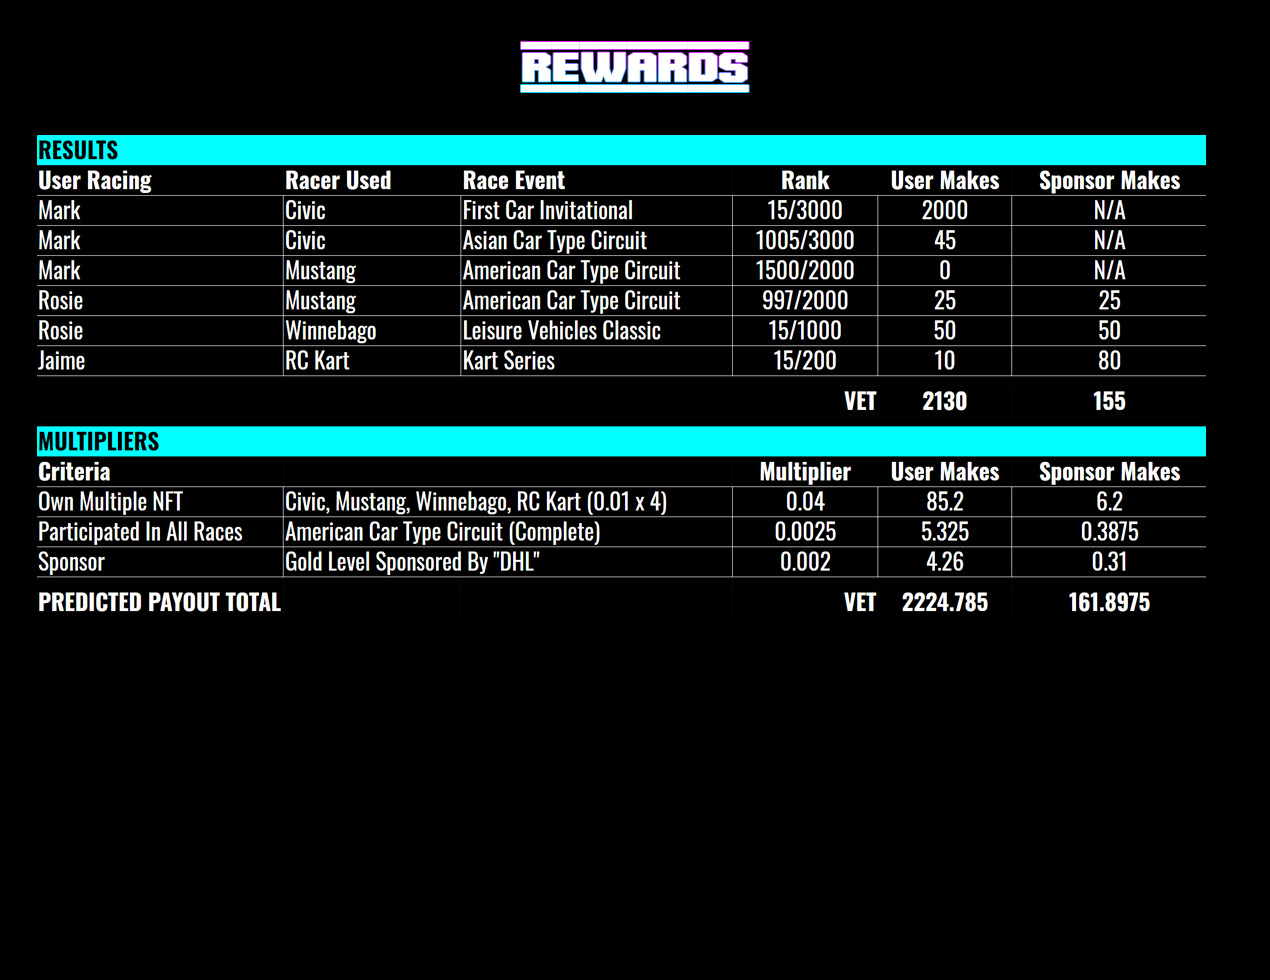 REWARDS
RESULTS
User Racing Racer Used Race Event Rank User Makes Sponsor Makes
Mark Civic First Car Invitational 15/3000 2000 N/A
Mark Civic Asian Car Type Circuit 1005/3000 45 N/A
Mark Mustang American Car Type Circuit 1500/2000 0 N/A
Rosie Mustang American Car Type Circuit 997/2000 25 25
Rosie Winnebago Leisure Vehicles Classic 15/1000 50 50
Jaime RC Kart Kart Series 15/200 10 80
VET 2130 155
MULTIPLIERS
Criteria Multiplier User Makes Sponsor Makes
Own Multiple NFT Civic, Mustang, Winnebago, RC Kart (0.01 x 4) 0.04 85.2 6.2
Participated In All Races American Car Type Circuit (Complete) 0.0025 5.325 0.3875
Sponsor Gold Level Sponsored By "DHL" 0.002 4.26 0.31
PREDICTED PAYOUT TOTAL VET 2224.785 161.8975